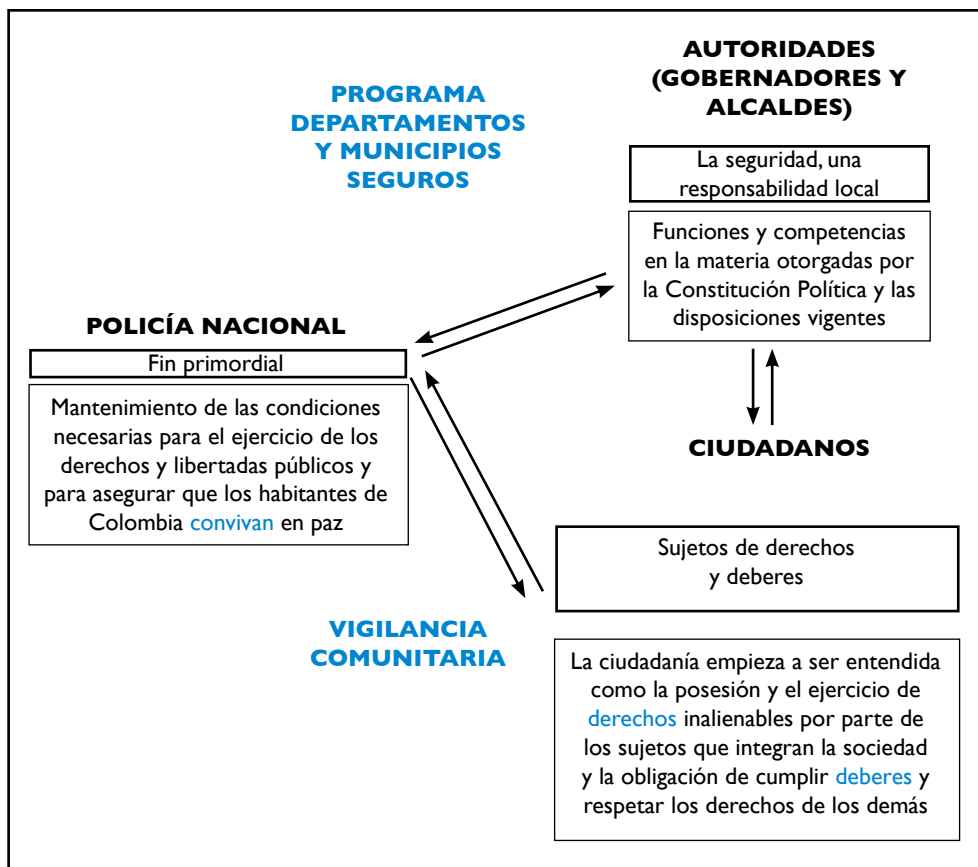 PROGRAMA
DEPARTAMENTOS
Y MUNICIPIOS
SEGUROS
AUTORIDADES
(GOBERNADORES Y
ALCALDES)
La seguridad, una
responsabilidad local
Funciones y competencias
en la materia otorgadas por
la Constitución Política y las
disposiciones vigentes
POLICÍA NACIONAL
Fin primordial
Mantenimiento de las condiciones
necesarias para el ejercicio de los
derechos y libertadas públicos y
para asegurar que los habitantes de
Colombia convivan en paz
CIUDADANOS
Sujetos de derechos
y deberes
VIGILANCIA
COMUNITARIA
La ciudadanía empieza a ser entendida
como la posesión y el ejercicio de
derechos inalienables por parte de
los sujetos que integran la sociedad
y la obligación de cumplir deberes y
respetar los derechos de los demás